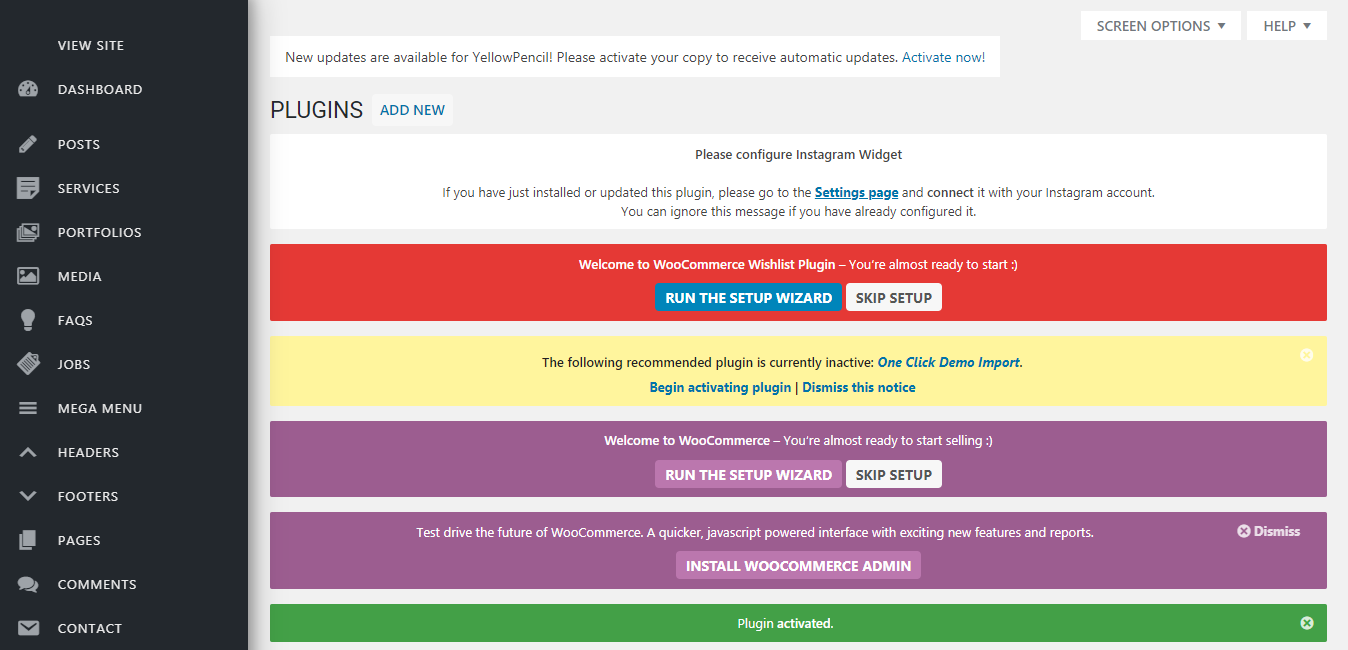 VIEW SITE
DASHBOARD
POSTS
SERVICES
PORTFOLIOS
MEDIA
FAQS
JOBS
MEGA MENU
HEADERS
FOOTERS
PAGES
COMMENTS
CONTACT
SCREEN OPTIONS HELP
New updates are available for YellowPencil! Please activate your copy to receive automatic updates. Activate now!
PLUGINS ADD NEW
Please configure Instagram Widget
If you have just installed or updated this plugin, please go to the Settings page and connect it with your Instagram account.
You can ignore this message if you have already configured it.
Welcome to WooCommerce Wishlist Plugin – You're almost ready to start :)
RUN THE SETUP WIZARD SKIP SETUP
The following recommended plugin is currently inactive: One Click Demo Import.
Begin activating plugin | Dismiss this notice
Welcome to WooCommerce – You're almost ready to start selling :)
RUN THE SETUP WIZARD SKIP SETUP
Test drive the future of WooCommerce. A quicker, javascript powered interface with exciting new features and reports. Dismiss
INSTALL WOOCOMMERCE ADMIN
Plugin activated.